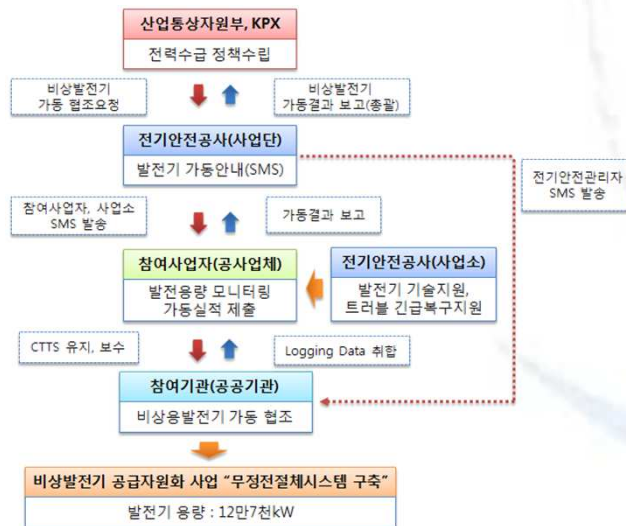 산업통상자원부, KPX
전력수급 정책수립
비상발전기
가동 협조요청
비상발전기
가동결과 보고(총괄)
전기안전공사(사업단)
발전기 가동안내(SMS)
전기안전관리자
SMS 발송
참여사업자, 사업소
SMS 발송
가동결과 보고
참여사업자(공사업체)
발전용량 모니터링
가동실적 제출
전기안전공사(사업소)
발전기 기술지원,
트러블 긴급복구지원
CTTS 유지, 보수
Logging Data 취합
참여기관(공공기관)
비상용발전기 가동 협조
비상발전기 공급자원화 사업 “무정전절체시스템 구축”
발전기 용량 : 12만7천kW